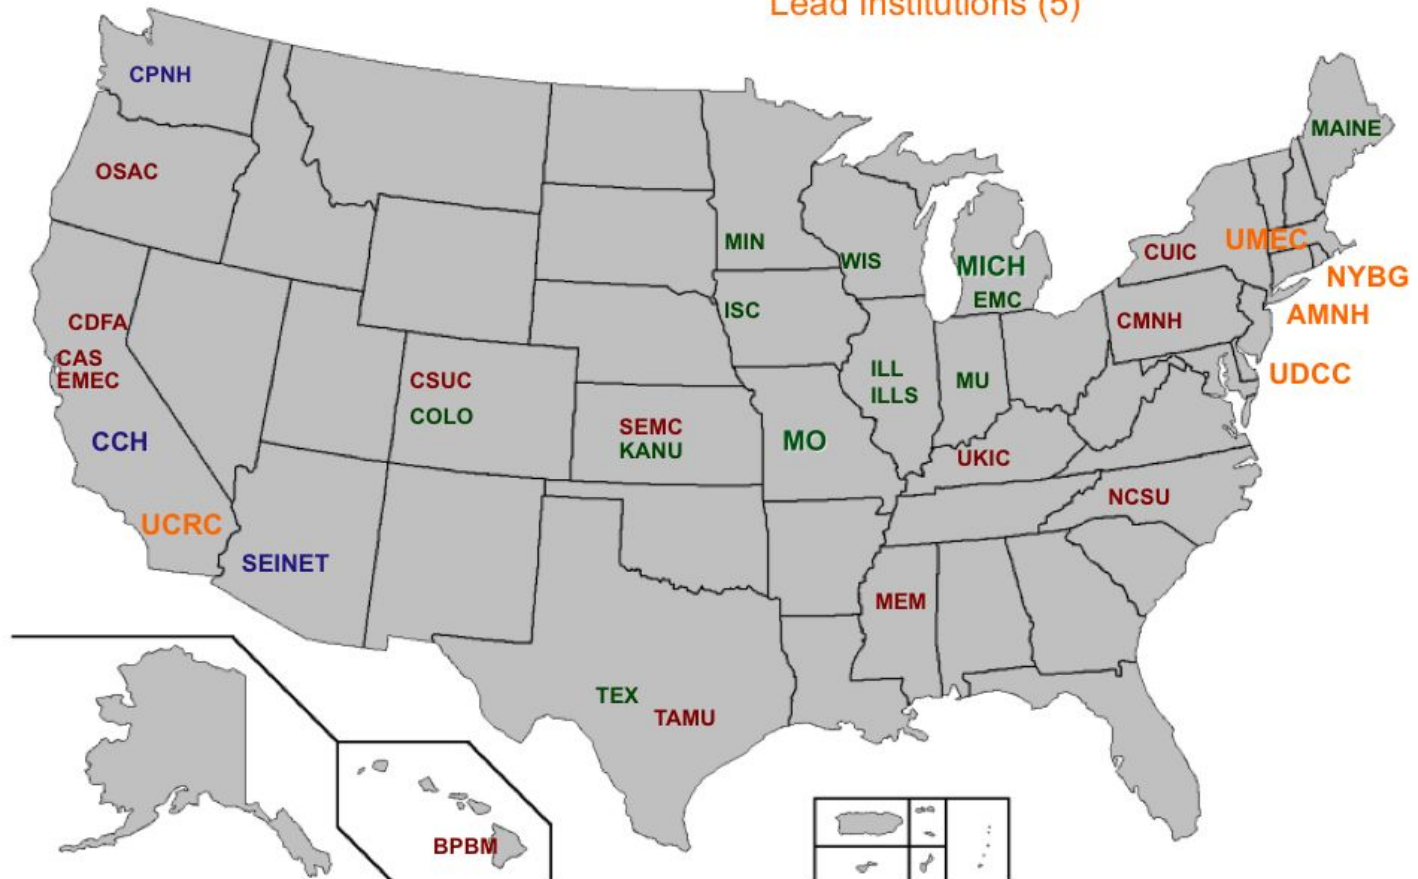 Lead Institutions (5)
CPNH
MAINE
OSAC
MIN
WIS
MICH
EMC
CUIC
UMEC
NYBG
ISC
CDFA
CMNH
AMNH
CAS
EMEC
CSUC
COLO
ILL
ILLS
MU
UDCC
CCH
SEMC
KANU
MO
UKIC
UCRC
NCSU
SEINET
MEM
TEX
TAMU
BPBM